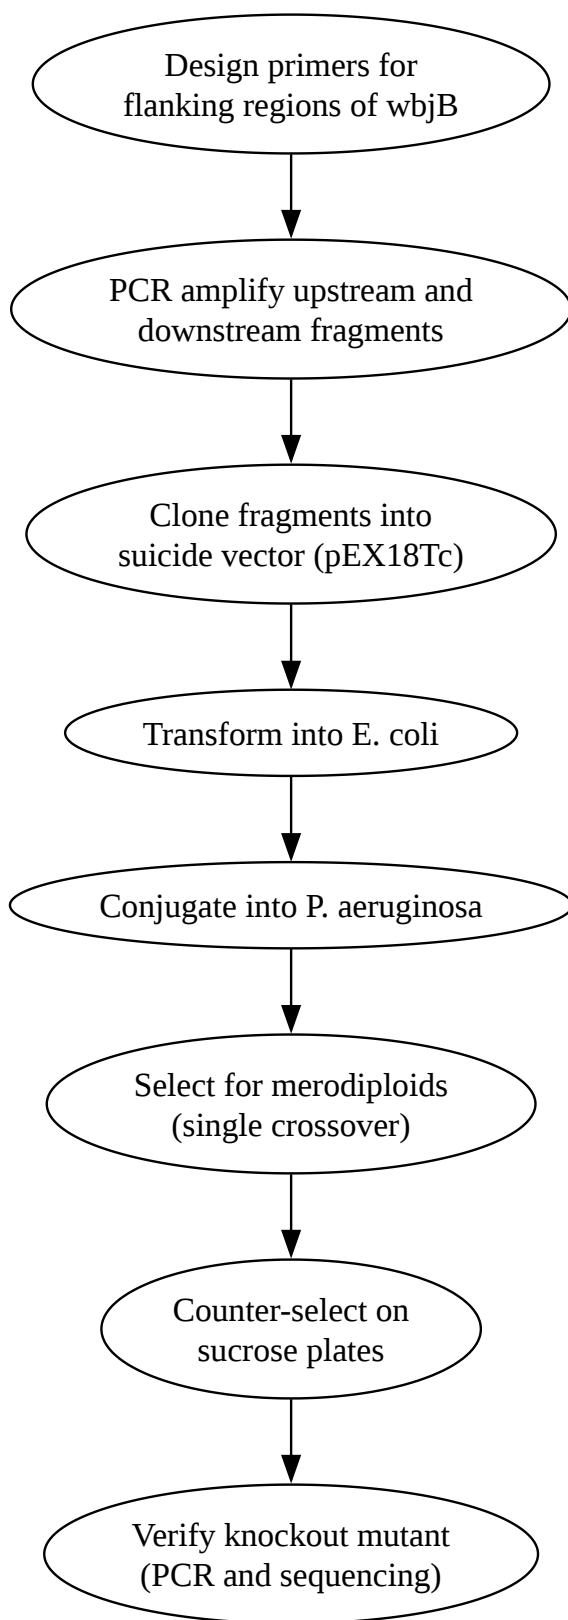 Design primers for
flanking regions of wbjB
PCR amplify upstream and
downstream fragments
Clone fragments into
suicide vector (pEX18Tc)
Transform into E. coli
Conjugate into P. aeruginosa
Select for merodiploids
(single crossover)
Counter-select on
sucrose plates
Verify knockout mutant
(PCR and sequencing)